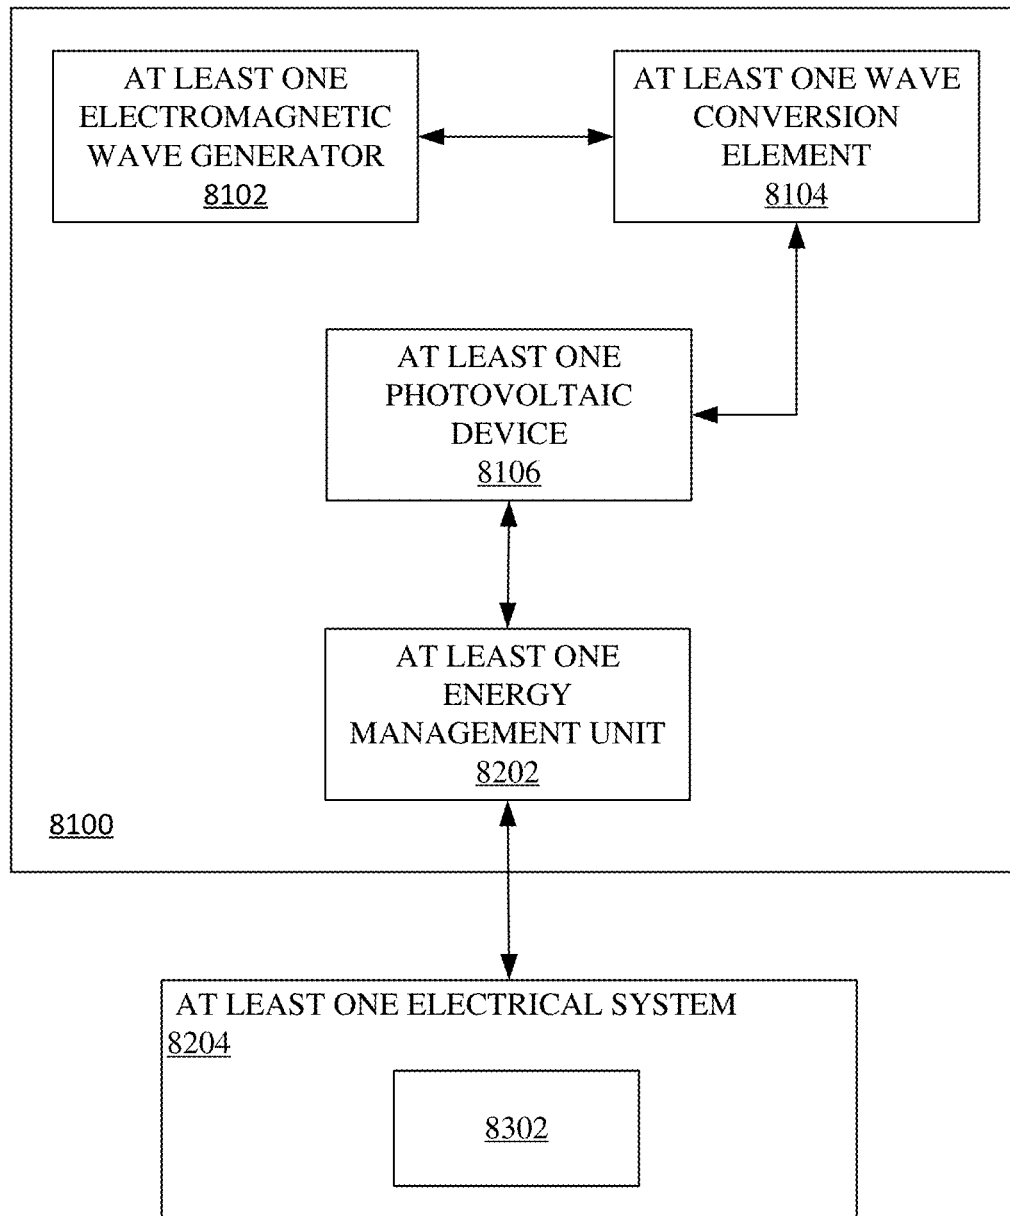 AT LEAST ONE
ELECTROMAGNETIC
WAVE GENERATOR
8102
AT LEAST ONE WAVE
CONVERSION
ELEMENT
8104
AT LEAST ONE
PHOTOVOLTAIC
DEVICE
8106
AT LEAST ONE
ENERGY
MANAGEMENT UNIT
8202
8100
AT LEAST ONE ELECTRICAL SYSTEM
8204
8302